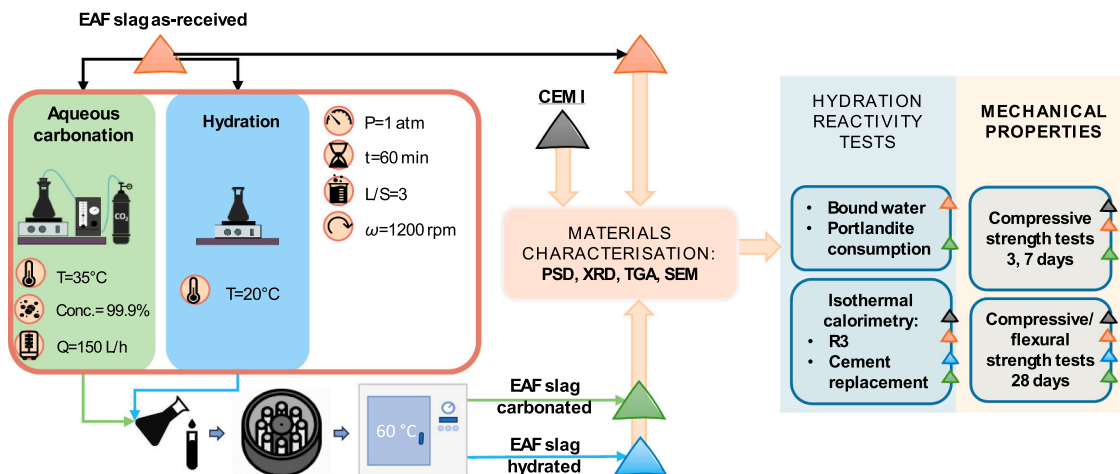 EAF slag as-received
Aqueous
carbonation
CO₂
T=35°C
Conc.= 99.9%
Q=150 L/h
Hydration
T=20°C
P=1 atm
t=60 min
L/S=3
ω=1200 rpm
60 °C
EAF slag
carbonated
EAF slag
hydrated
CEM I
MATERIALS
CHARACTERISATION:
PSD, XRD, TGA, SEM
HYDRATION
REACTIVITY
TESTS
• Bound water
• Portlandite
consumption
Isothermal
calorimetry:
• R3
• Cement
replacement
MECHANICAL
PROPERTIES
Compressive
strength tests
3, 7 days
Compressive/
flexural
strength tests
28 days